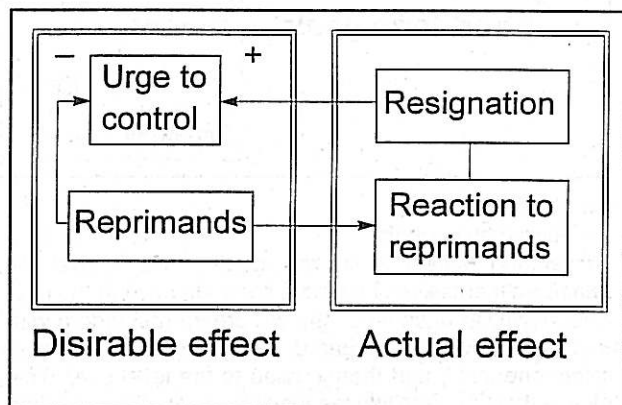 − +
Urge to
control
Resignation
Reprimands
Reaction to
reprimands
Disirable effect
Actual effect